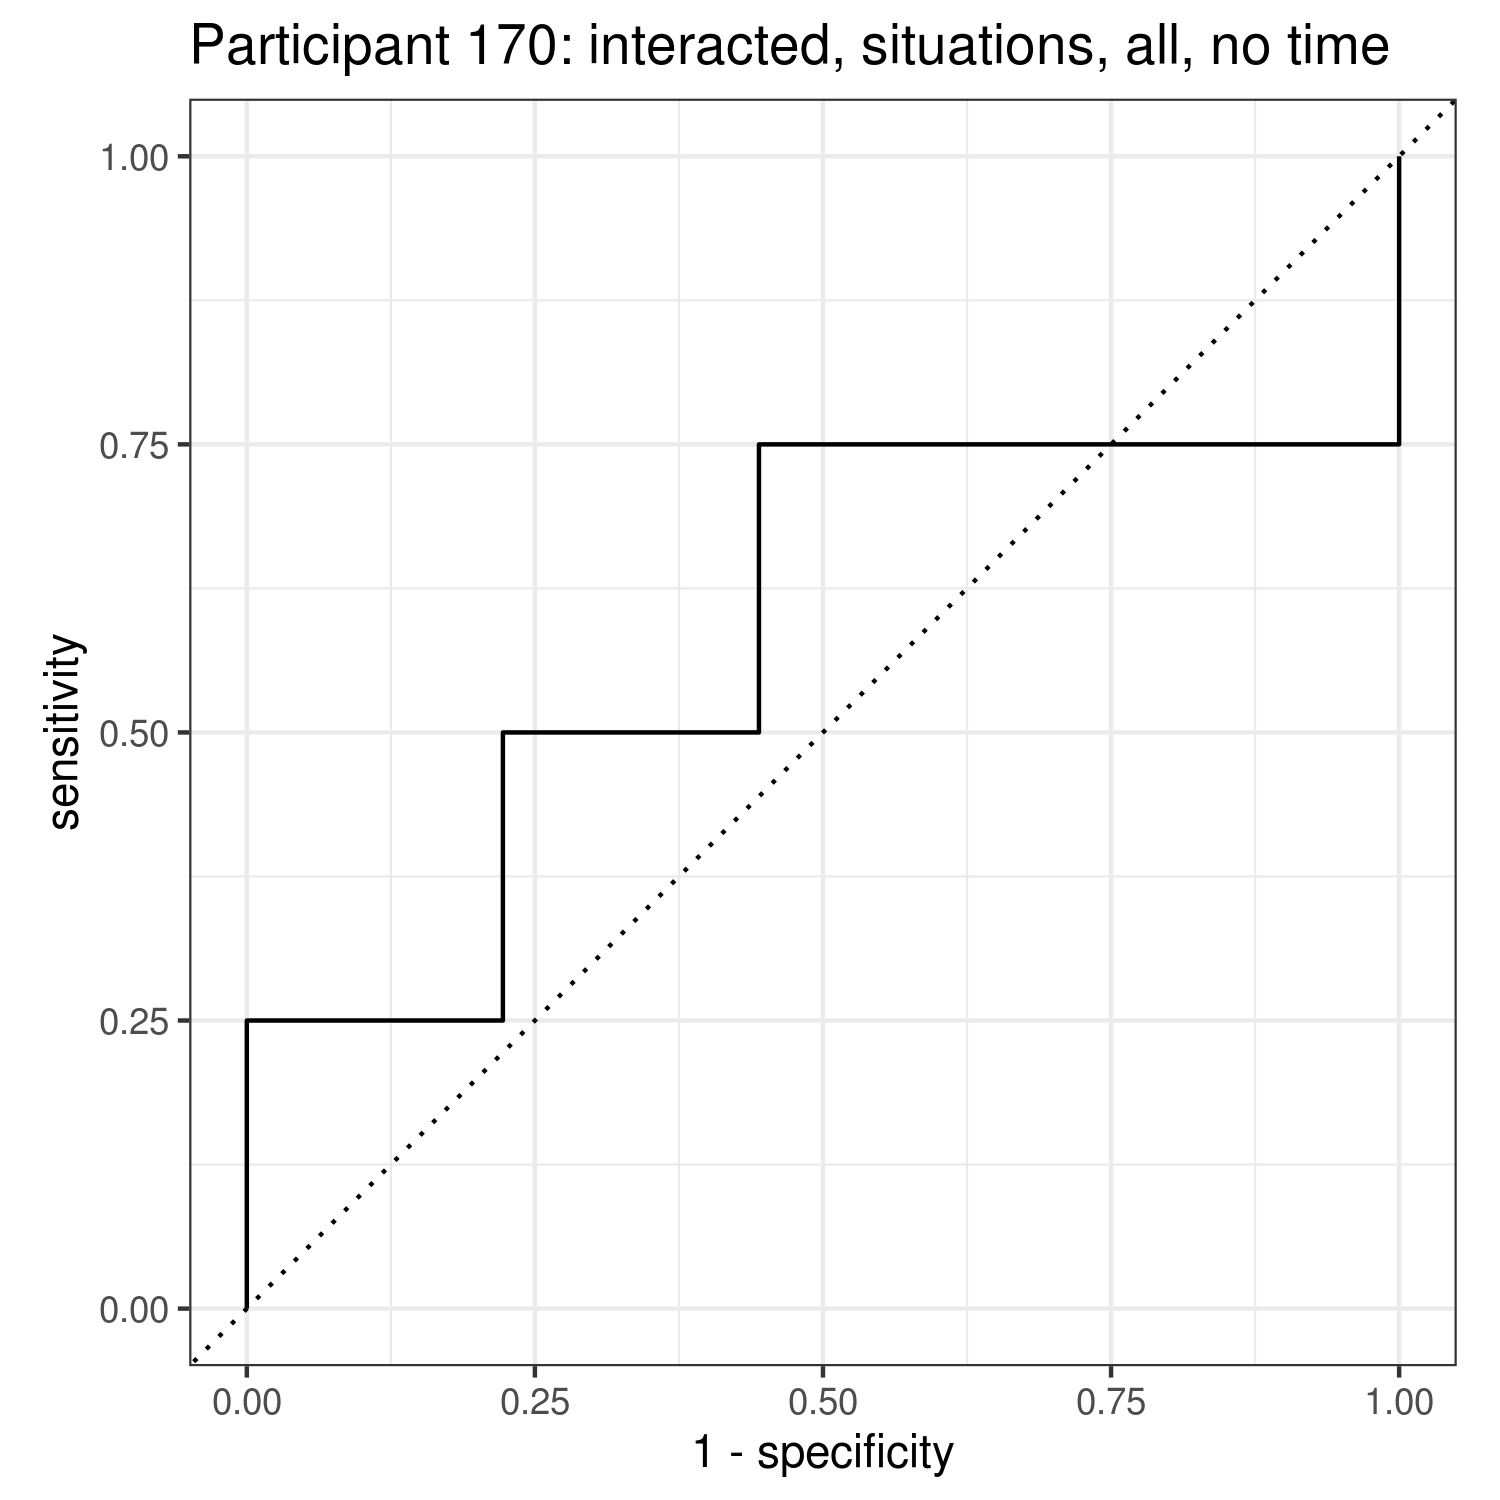 Participant 170: interacted, situations, all, no time
1.00
0.75
0.50
0.25
0.00
sensitivity
0.00 0.25 0.50 0.75 1.00
1 - specificity